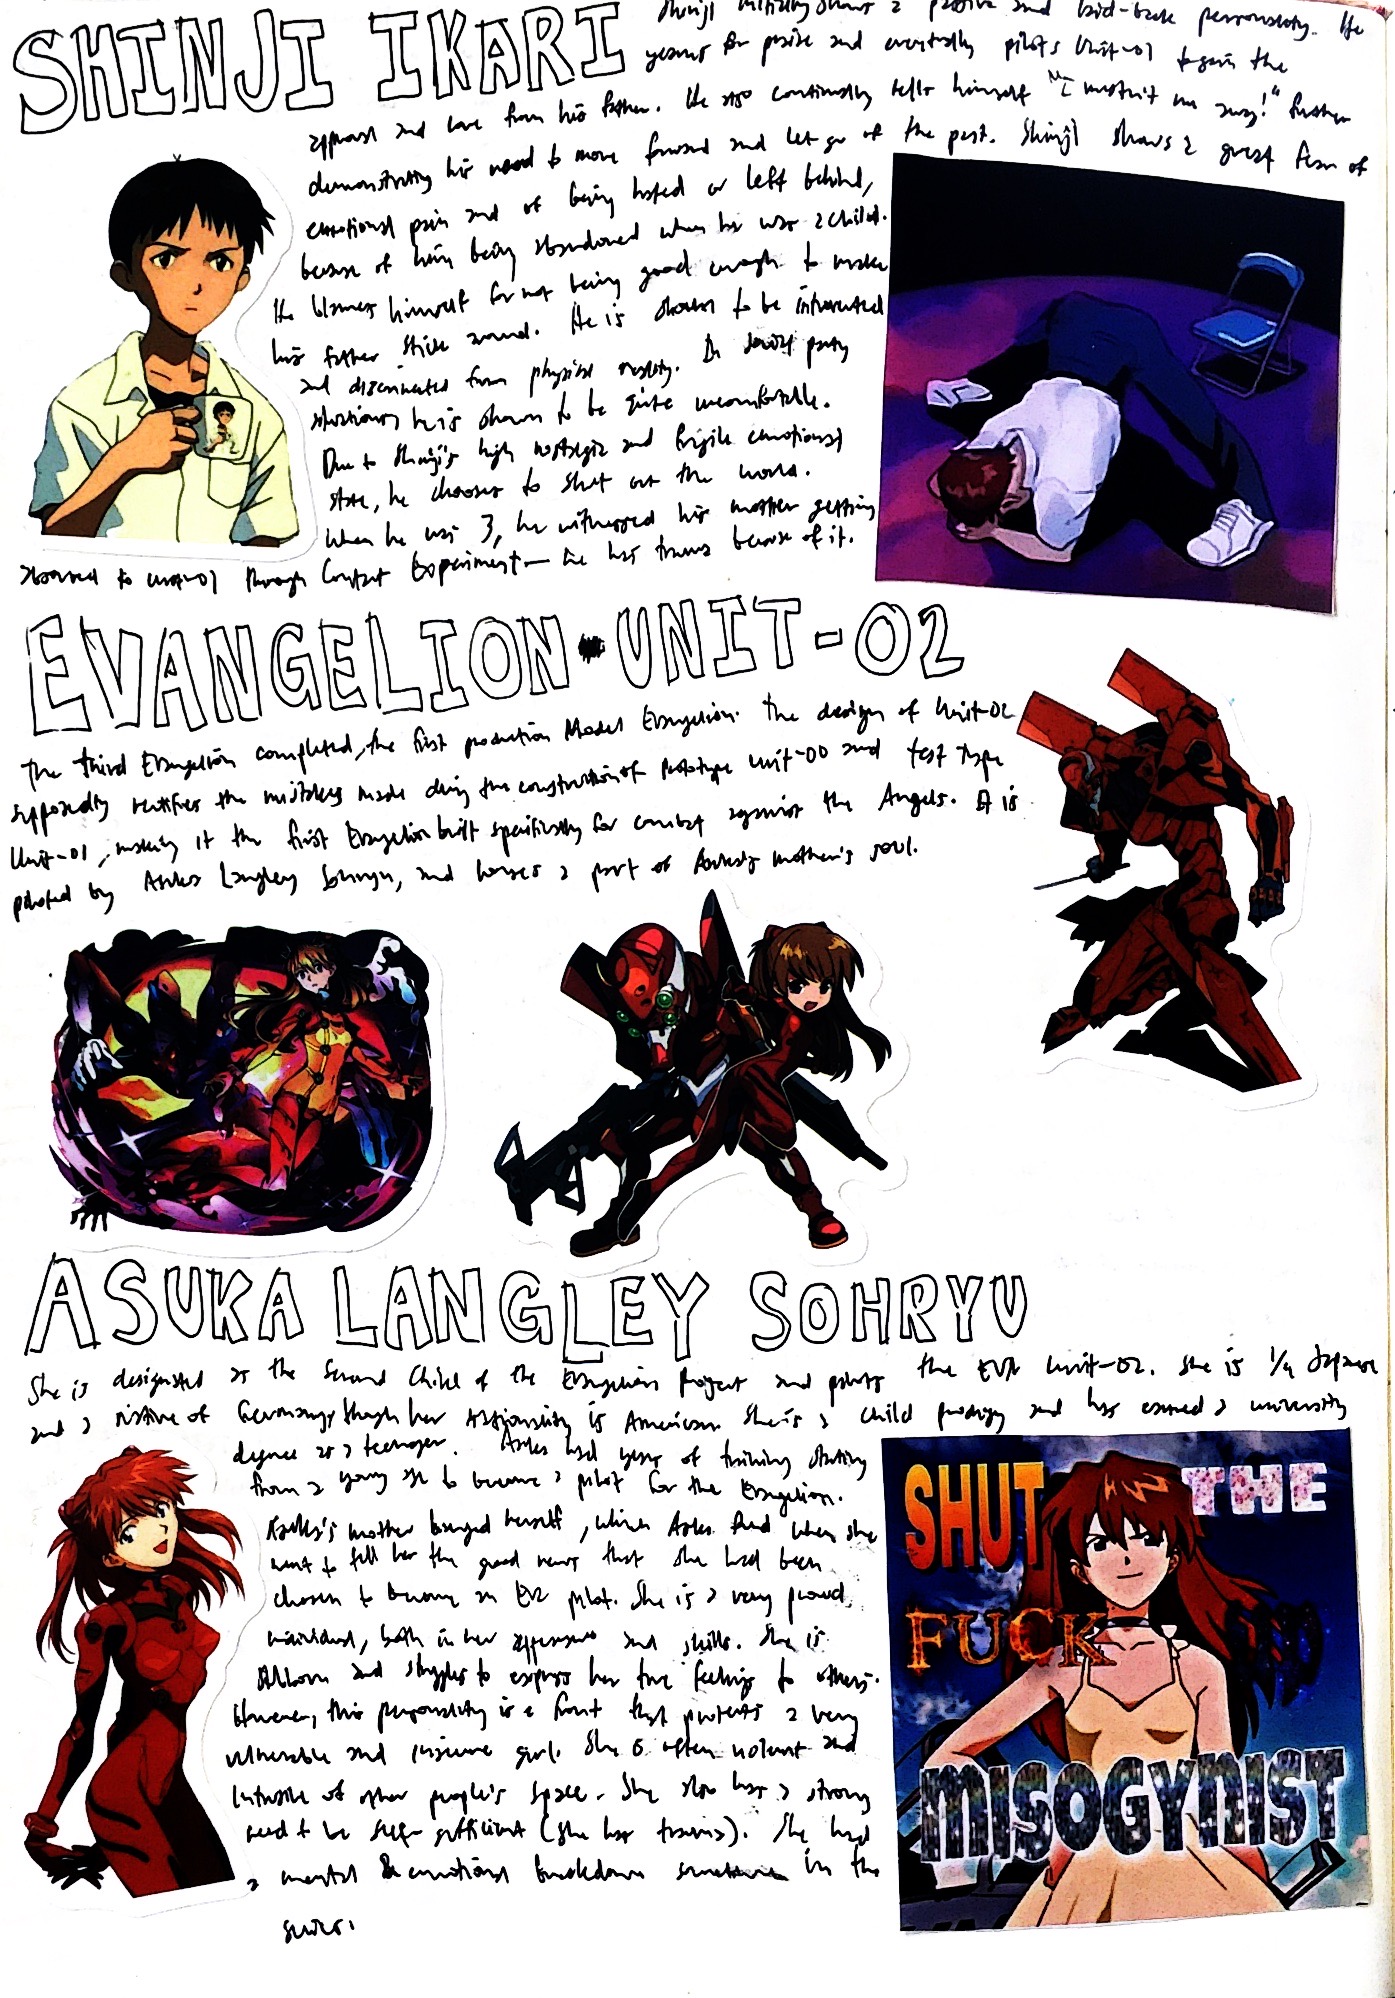 SHINJI IKARI
Shinji initially shows a passive and laid-back personality. He
yearns for praise and eventually pilots Unit-01 to gain the
approval and love from his father. He also continually tells himself "I mustn't run away!" further
demonstrating his need to move forward and let go of the past. Shinji shows a great fear of
emotional pain and of being hated or left behind,
because of him being abandoned when he was a child.
He blames himself for not being good enough to make
his father stick around. He is shown to be introverted
and disconnected from physical reality. In social party
situations he is shown to be quite uncomfortable.
Due to Shinji's high nostalgia and fragile emotional
state, he chooses to shut out the world.
When he was 3, he witnessed his mother getting
absorbed to unit-01 through Contact Experiment— he has trauma because of it.
EVANGELION UNIT-02
The third Evangelion completed, the first production Model Evangelion. The design of Unit-02
supposedly rectifies the mistakes made during the construction of Prototype unit-00 and test type
Unit-01, making it the first Evangelion built specifically for combat against the Angels. It is
piloted by Asuka Langley Sohryu, and houses a part of Asuka's mother's soul.
ASUKA LANGLEY SOHRYU
She is designated as the Second Child of the Evangelion Project and pilots the EVA Unit-02. She is 1/4 Japanese
and a native of Germany, though her nationality is American. She is a child prodigy and has earned a university
degree as a teenager. Asuka had years of training starting
from a young age to become a pilot for the Evangelion.
Asuka's mother hanged herself, which Asuka find when she
went to tell her the good news that she had been
chosen to become an EVA pilot. She is a very proud
individual, both in her appearance and skills. She is
stubborn and struggles to express her true feelings to others.
However, this personality is a front that protects a very
vulnerable and insecure girl. She is often violent and
intrusive of other people's space. She also has a strong
need to be self-sufficient (she has trauma). She had
a mental & emotional breakdown sometime in the
series.
SHUT THE
FUCK UP
MISOGYNIST